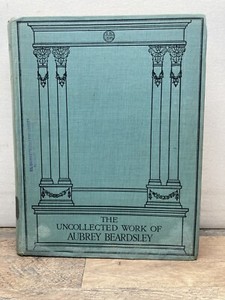 THE
UNCOLLECTED WORK OF
AUBREY BEARDSLEY